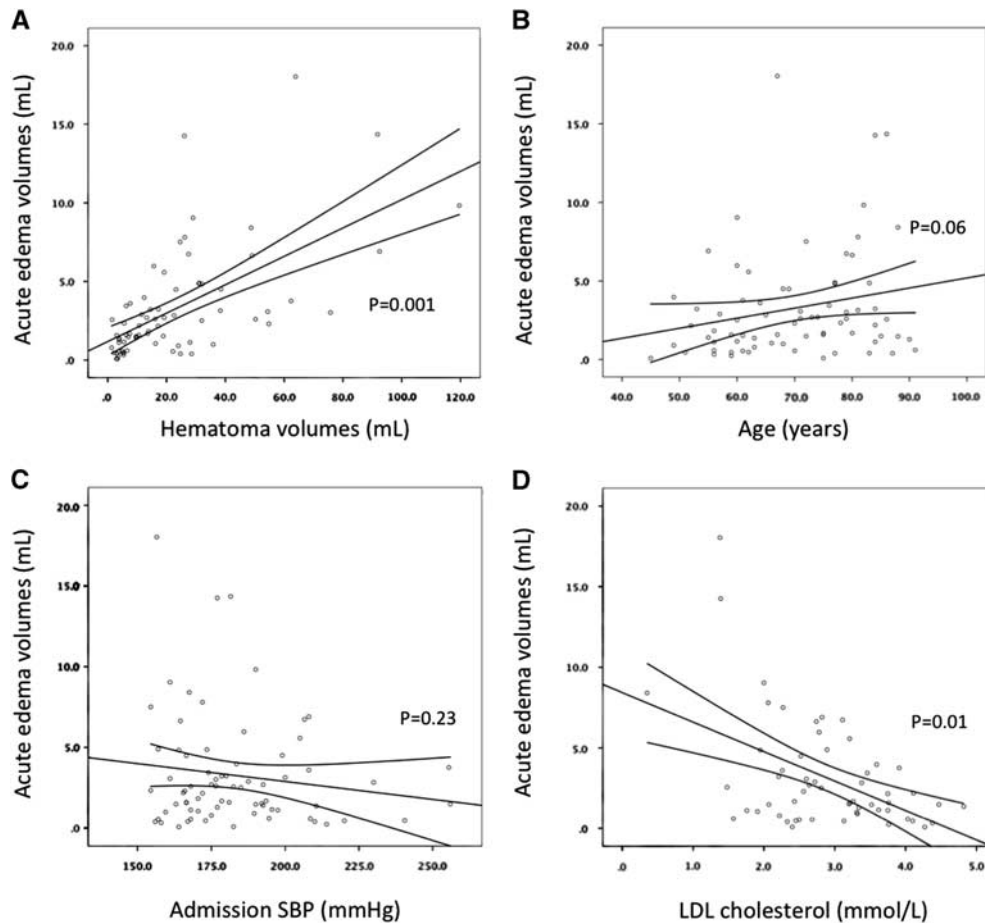 A
Acute edema volumes (mL)
20.0
15.0
10.0
5.0
.0
P=0.001
.0 20.0 40.0 60.0 80.0 100.0 120.0
Hematoma volumes (mL)
B
Acute edema volumes (mL)
20.0
15.0
10.0
5.0
.0
P=0.06
40.0 50.0 60.0 70.0 80.0 90.0 100.0
Age (years)
C
Acute edema volumes (mL)
20.0
15.0
10.0
5.0
.0
P=0.23
150.0 175.0 200.0 225.0 250.0
Admission SBP (mmHg)
D
Acute edema volumes (mL)
20.0
15.0
10.0
5.0
.0
P=0.01
.0 1.0 2.0 3.0 4.0 5.0
LDL cholesterol (mmol/L)